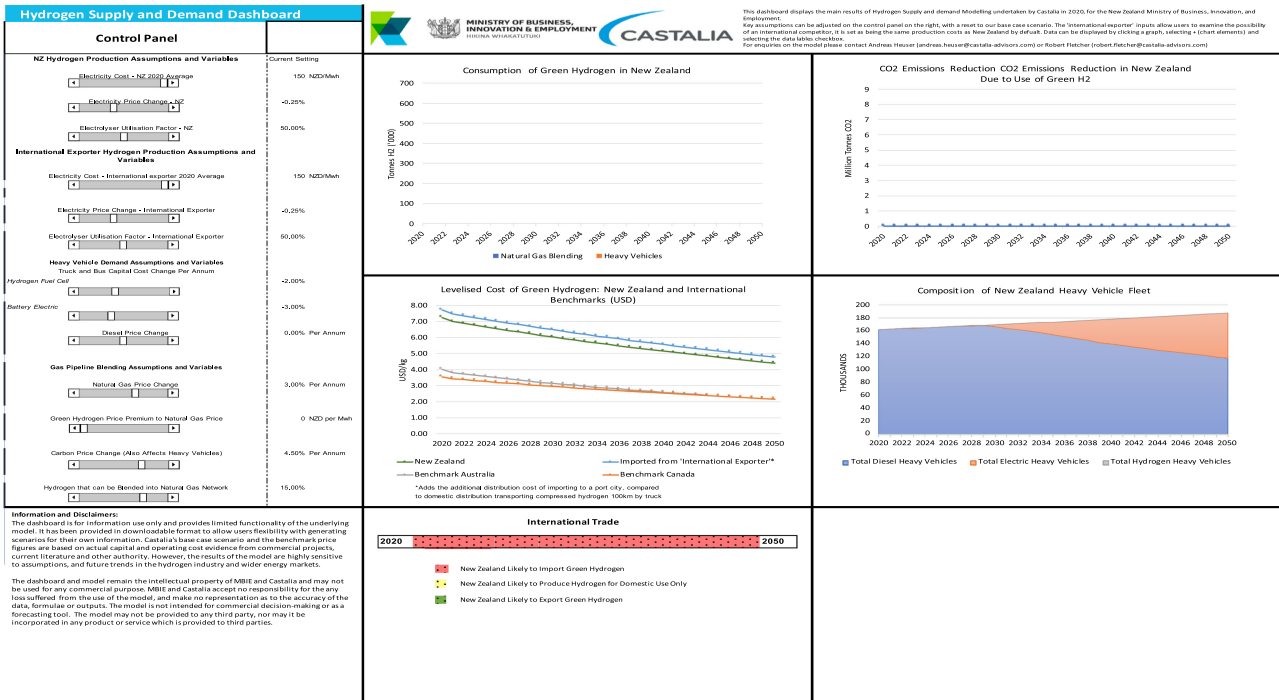 Hydrogen Supply and Demand Dashboard
Control Panel
NZ Hydrogen Production Assumptions and Variables
Current Setting
Electricity Cost - NZ 2020 Average
150 NZD/Mwh
Electricity Price Change - NZ
-0.25%
Electrolyser Utilisation Factor - NZ
50.00%
International Exporter Hydrogen Production Assumptions and
Variables
Electricity Cost - International exporter 2020 Average
150 NZD/Mwh
Electricity Price Change - International Exporter
-0.25%
Electrolyser Utilisation Factor - International Exporter
50.00%
Heavy Vehicle Demand Assumptions and Variables
Truck and Bus Capital Cost Change Per Annum
Hydrogen Fuel Cell
-2.00%
Battery Electric
-3.00%
Diesel Price Change
0.00% Per Annum
Gas Pipeline Blending Assumptions and Variables
Natural Gas Price Change
3.00% Per Annum
Green Hydrogen Price Premium to Natural Gas Price
0 NZD per Mwh
Carbon Price Change (Also Affects Heavy Vehicles)
4.50% Per Annum
Hydrogen that can be Blended into Natural Gas Network
15.00%
Information and Disclaimers:
The dashboard is for information use only and provides limited functionality of the underlying
model. It has been provided in downloadable format to allow users flexibility with generating
scenarios for their own information. Castalia's base case scenario and the benchmark price
figures are based on actual capital and operating cost evidence from commercial projects,
current literature and other authority. However, the results of the model are highly sensitive
to assumptions, and future trends in the hydrogen industry and wider energy markets.
The dashboard and model remain the intellectual property of MBIE and Castalia and may not
be used for any commercial purpose. MBIE and Castalia accept no responsibility for the any
loss suffered from the use of the model, and make no representation as to the accuracy of the
data, formulae or outputs. The model is not intended for commercial decision-making or as a
forecasting tool. The model may not be provided to any third party, nor may it be
incorporated in any product or service which is provided to third parties.
MINISTRY OF BUSINESS,
INNOVATION & EMPLOYMENT
HĪKINA WHAKATUTUKI
CASTALIA
This dashboard displays the main results of Hydrogen Supply and demand Modelling undertaken by Castalia in 2020, for the New Zealand Ministry of Business, Innovation, and
Employment.
Key assumptions can be adjusted on the control panel on the right, with a reset to our base case scenario. The 'international exporter' inputs allow users to examine the possibility
of an international competitor, it is set as being the same production costs as New Zealand by defualt. Data can be displayed by clicking a graph, selecting + (chart elements) and
selecting the data tables checkbox.
For enquiries on the model please contact Andreas Heuser (andreas.heuser@castalia-advisors.com) or Robert Fletcher (robert.fletcher@castalia-advisors.com)
Consumption of Green Hydrogen in New Zealand
Tonnes H2 ('000)
700
600
500
400
300
200
100
0
2020 2022 2024 2026 2028 2030 2032 2034 2036 2038 2040 2042 2044 2046 2048 2050
Natural Gas Blending Heavy Vehicles
CO2 Emissions Reduction CO2 Emissions Reduction in New Zealand
Due to Use of Green H2
Million Tonnes CO2
9
8
7
6
5
4
3
2
1
0
2020 2022 2024 2026 2028 2030 2032 2034 2036 2038 2040 2042 2044 2046 2048 2050
Levelised Cost of Green Hydrogen: New Zealand and International
Benchmarks (USD)
USD/kg
8.00
7.00
6.00
5.00
4.00
3.00
2.00
1.00
0.00
2020 2022 2024 2026 2028 2030 2032 2034 2036 2038 2040 2042 2044 2046 2048 2050
New Zealand Imported from 'International Exporter'*
Benchmark Australia Benchmark Canada
*Adds the additional distribution cost of importing to a port city, compared
to domestic distribution transporting compressed hydrogen 100km by truck
Composition of New Zealand Heavy Vehicle Fleet
THOUSANDS
200
180
160
140
120
100
80
60
40
20
0
2020 2022 2024 2026 2028 2030 2032 2034 2036 2038 2040 2042 2044 2046 2048 2050
Total Diesel Heavy Vehicles Total Electric Heavy Vehicles Total Hydrogen Heavy Vehicles
International Trade
2020 2050
New Zealand Likely to Import Green Hydrogen
New Zealand Likely to Produce Hydrogen for Domestic Use Only
New Zealand Likely to Export Green Hydrogen